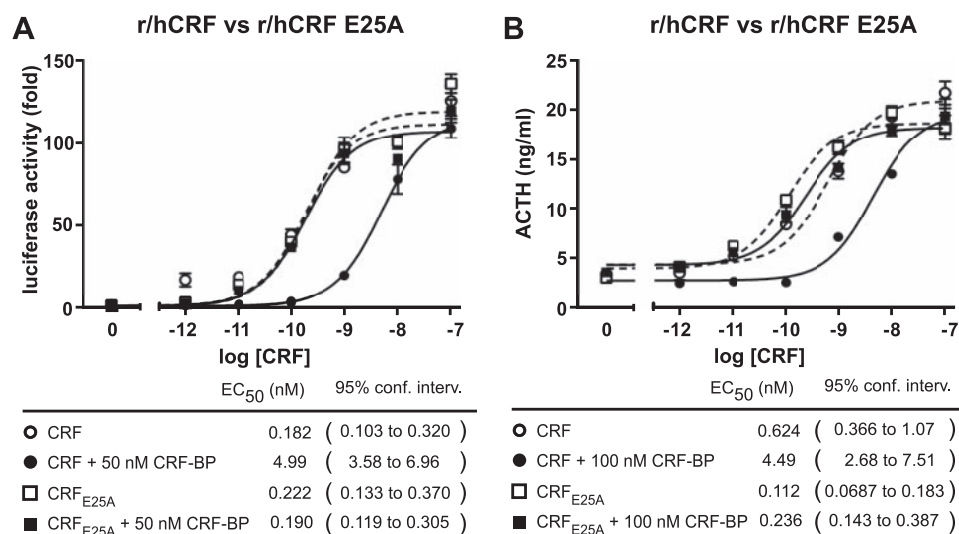 A r/hCRF vs r/hCRF E25A
luciferase activity (fold)
150
100
50
0
0 -12 -11 -10 -9 -8 -7
log [CRF]
EC50 (nM) 95% conf. interv.
CRF 0.182 ( 0.103 to 0.320 )
CRF + 50 nM CRF-BP 4.99 ( 3.58 to 6.96 )
CRFE25A 0.222 ( 0.133 to 0.370 )
CRFE25A + 50 nM CRF-BP 0.190 ( 0.119 to 0.305 )
B r/hCRF vs r/hCRF E25A
ACTH (ng/ml)
25
20
15
10
5
0
0 -12 -11 -10 -9 -8 -7
log [CRF]
EC50 (nM) 95% conf. interv.
CRF 0.624 ( 0.366 to 1.07 )
CRF + 100 nM CRF-BP 4.49 ( 2.68 to 7.51 )
CRFE25A 0.112 ( 0.0687 to 0.183 )
CRFE25A + 100 nM CRF-BP 0.236 ( 0.143 to 0.387 )